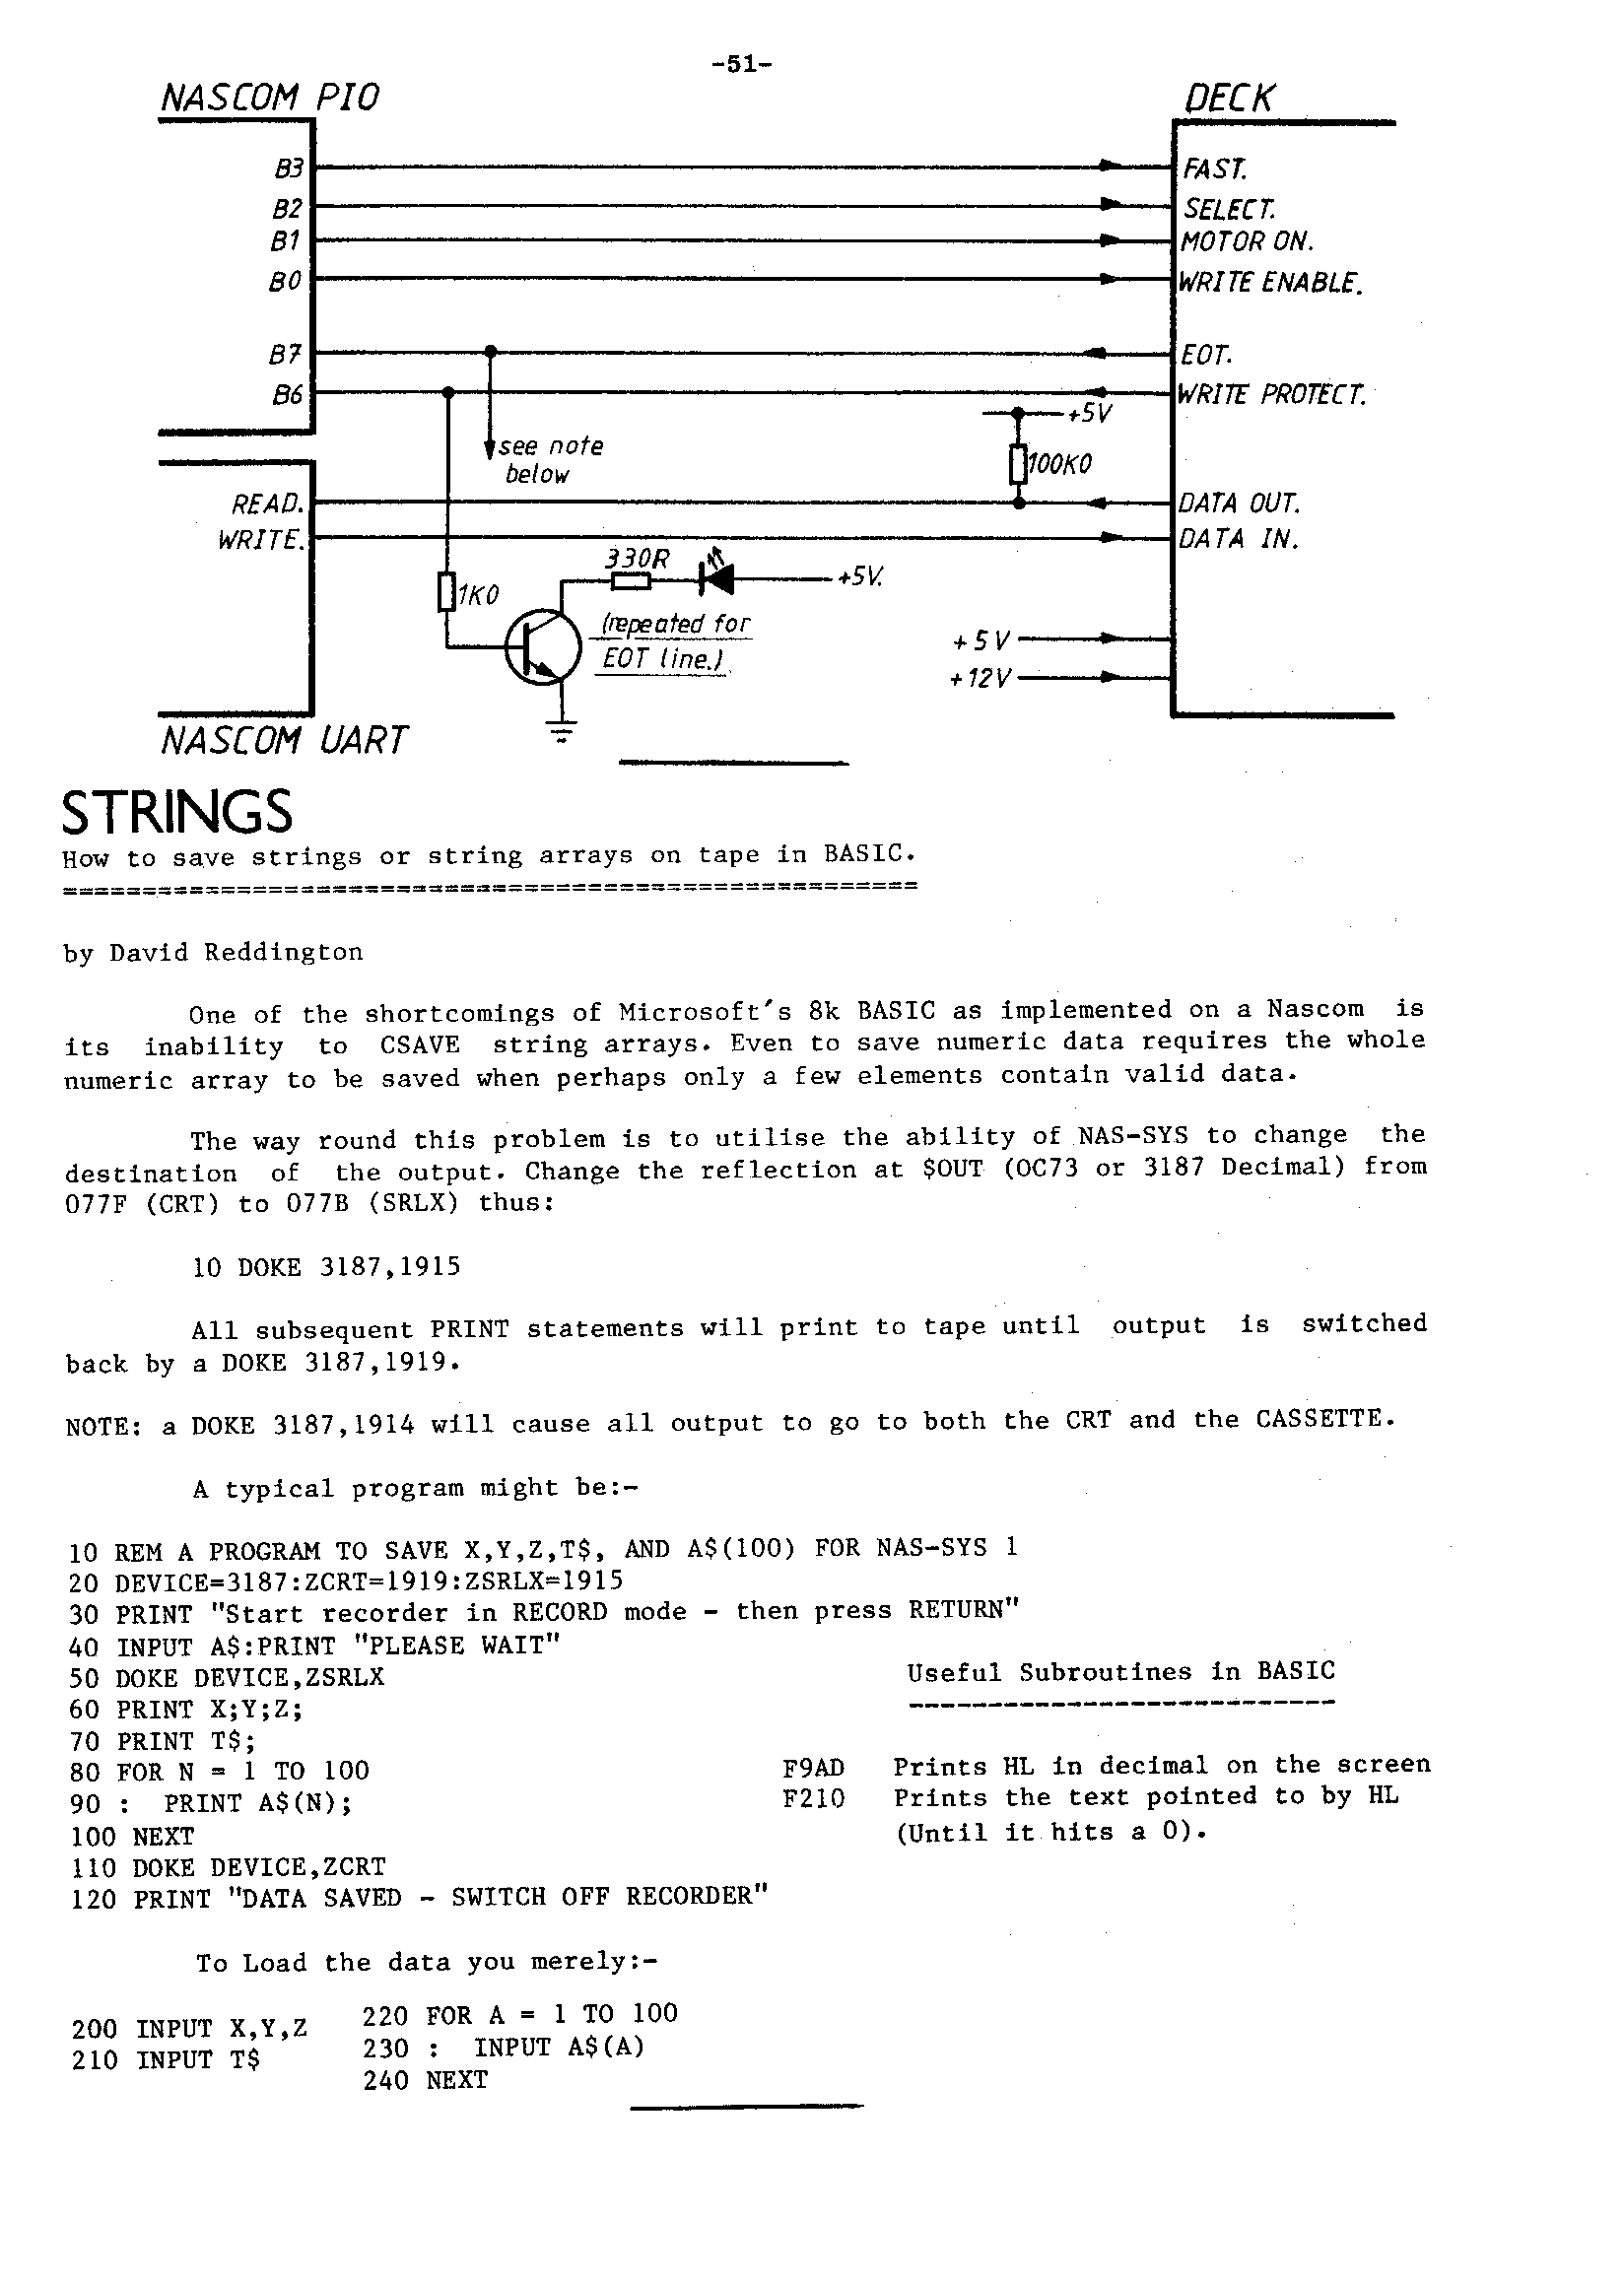 -51-
NASCOM PIO
DECK
B3
FAST.
B2
SELECT.
B1
MOTOR ON.
B0
WRITE ENABLE.
B7
EOT.
B6
WRITE PROTECT.
+5V
see note
below
100K0
READ.
DATA OUT.
WRITE.
DATA IN.
330R
+5V.
1K0
(repeated for
EOT line.)
+5V
+12V
NASCOM UART
STRINGS
How to save strings or string arrays on tape in BASIC.
======================================================
by David Reddington
One of the shortcomings of Microsoft's 8k BASIC as implemented on a Nascom is
its inability to CSAVE string arrays. Even to save numeric data requires the whole
numeric array to be saved when perhaps only a few elements contain valid data.
The way round this problem is to utilise the ability of NAS-SYS to change the
destination of the output. Change the reflection at $OUT (0C73 or 3187 Decimal) from
077F (CRT) to 077B (SRLX) thus:
10 DOKE 3187,1915
All subsequent PRINT statements will print to tape until output is switched
back by a DOKE 3187,1919.
NOTE: a DOKE 3187,1914 will cause all output to go to both the CRT and the CASSETTE.
A typical program might be:-
10 REM A PROGRAM TO SAVE X,Y,Z,T$, AND A$(100) FOR NAS-SYS 1
20 DEVICE=3187:ZCRT=1919:ZSRLX=1915
30 PRINT "Start recorder in RECORD mode - then press RETURN"
40 INPUT A$:PRINT "PLEASE WAIT"
50 DOKE DEVICE,ZSRLX
60 PRINT X;Y;Z;
70 PRINT T$;
80 FOR N = 1 TO 100
90 :  PRINT A$(N);
100 NEXT
110 DOKE DEVICE,ZCRT
120 PRINT "DATA SAVED - SWITCH OFF RECORDER"
Useful Subroutines in BASIC
---------------------------
F9AD Prints HL in decimal on the screen
F210 Prints the text pointed to by HL
(Until it hits a 0).
To Load the data you merely:-
200 INPUT X,Y,Z
210 INPUT T$
220 FOR A = 1 TO 100
230 :  INPUT A$(A)
240 NEXT